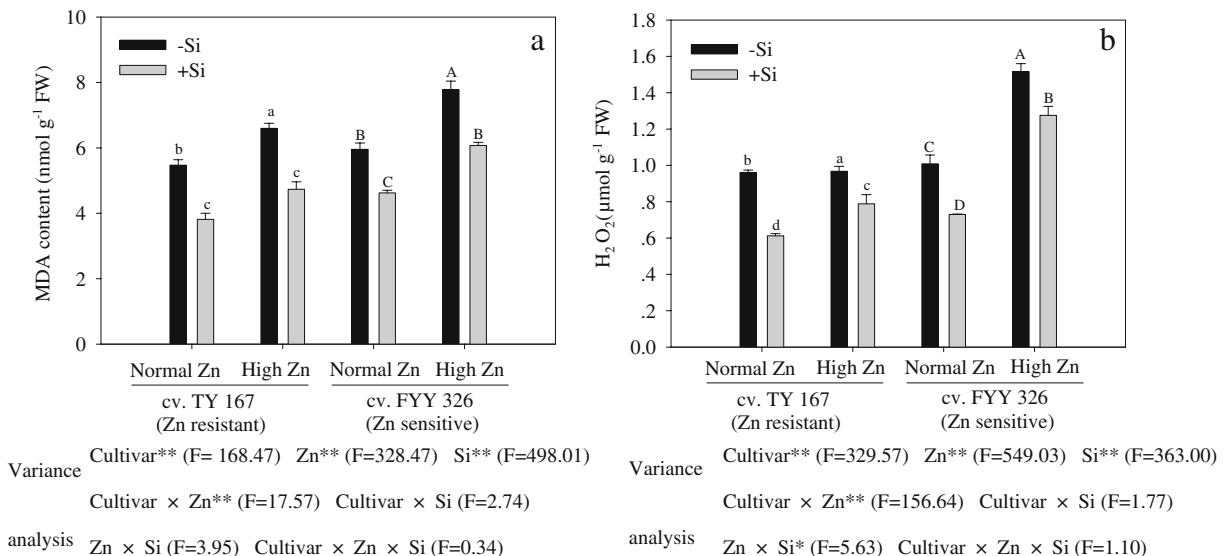 a
-Si
+Si
MDA content (nmol g-1 FW)
10
8
6
4
2
0
b
c
a
c
B
C
A
B
Normal Zn High Zn Normal Zn High Zn
cv. TY 167 cv. FYY 326
(Zn resistant) (Zn sensitive)
Variance analysis
Cultivar** (F= 168.47) Zn** (F=328.47) Si** (F=498.01)
Cultivar × Zn** (F=17.57) Cultivar × Si (F=2.74)
Zn × Si (F=3.95) Cultivar × Zn × Si (F=0.34)
b
-Si
+Si
H2O2(µmol g-1 FW)
1.8
1.6
1.4
1.2
1.0
.8
.6
.4
.2
0.0
b
d
a
c
C
D
A
B
Normal Zn High Zn Normal Zn High Zn
cv. TY 167 cv. FYY 326
(Zn resistant) (Zn sensitive)
Variance analysis
Cultivar** (F=329.57) Zn** (F=549.03) Si** (F=363.00)
Cultivar × Zn** (F=156.64) Cultivar × Si (F=1.77)
Zn × Si* (F=5.63) Cultivar × Zn × Si (F=1.10)